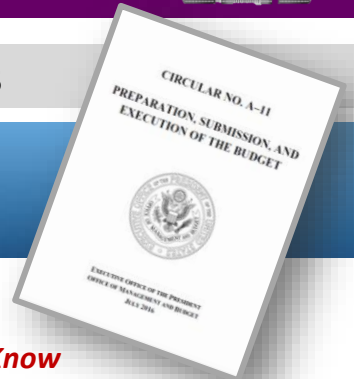 CIRCULAR NO. A–11
PREPARATION, SUBMISSION, AND
EXECUTION OF THE BUDGET
EXECUTIVE OFFICE OF THE PRESIDENT
OFFICE OF MANAGEMENT AND BUDGET
JULY 2016
Know